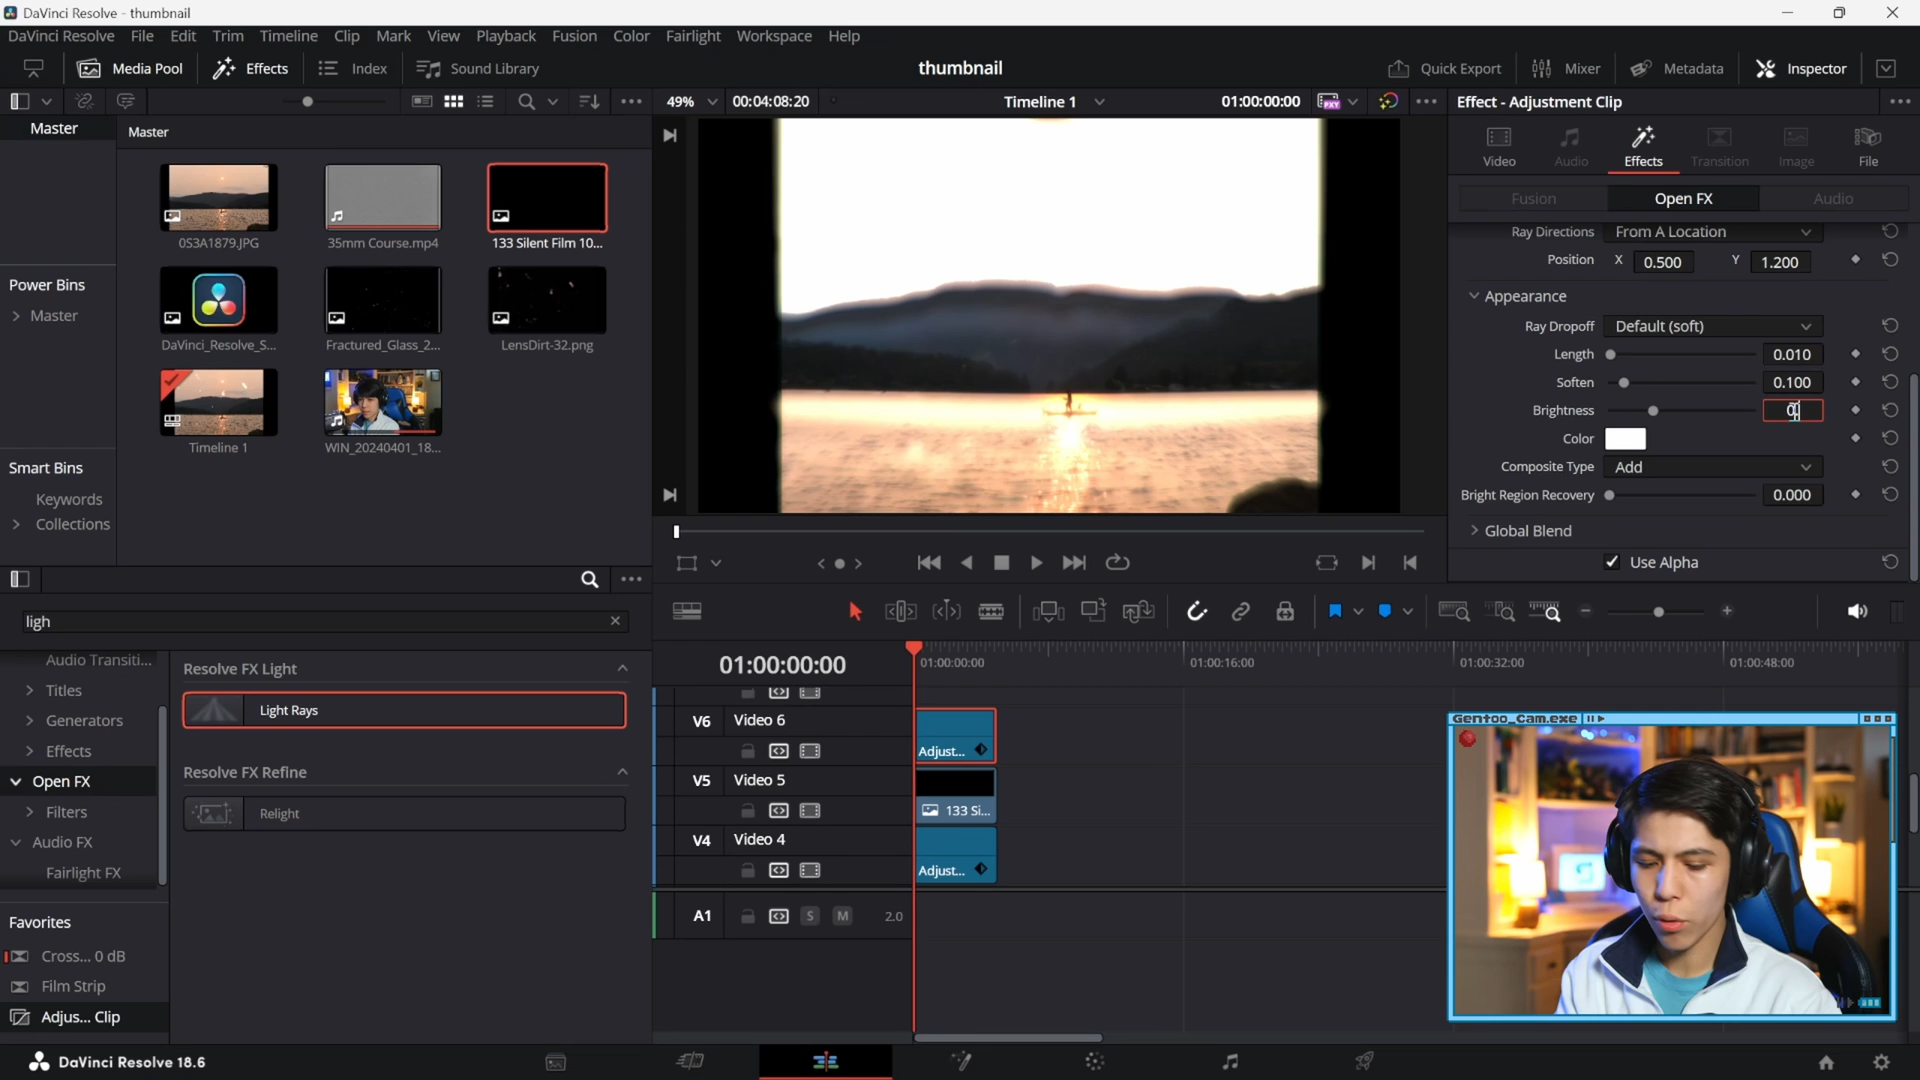 DaVinci Resolve - thumbnail
DaVinci Resolve File Edit Trim Timeline Clip Mark View Playback Fusion Color Fairlight Workspace Help
Media Pool Effects Index Sound Library
thumbnail
Quick Export Mixer Metadata Inspector
49% 00:04:08:20 Timeline 1 01:00:00:00 PXY
Effect - Adjustment Clip
Master
Master
Video Audio Effects Transition Image File
Fusion Open FX Audio
0S3A1879.JPG 35mm Course.mp4 133 Silent Film 10...
Power Bins
Master
DaVinci_Resolve_S... Fractured_Glass_2... LensDirt-32.png
Timeline 1 WIN_20240401_18...
Smart Bins
Keywords
Collections
Ray Directions From A Location
Position X 0.500 Y 1.200
Appearance
Ray Dropoff Default (soft)
Length 0.010
Soften 0.100
Brightness 0
Color
Composite Type Add
Bright Region Recovery 0.000
Global Blend
Use Alpha
ligh
Audio Transiti...
Titles
Generators
Effects
Open FX
Filters
Audio FX
Fairlight FX
Favorites
Cross... 0 dB
Film Strip
Adjus... Clip
Resolve FX Light
Light Rays
Resolve FX Refine
Relight
01:00:00:00
01:00:00:00 01:00:16:00 01:00:32:00 01:00:48:00
V6 Video 6
Adjust...
V5 Video 5
133 Si...
V4 Video 4
Adjust...
A1 S M 2.0
Gentoo_Cam.exe
DaVinci Resolve 18.6